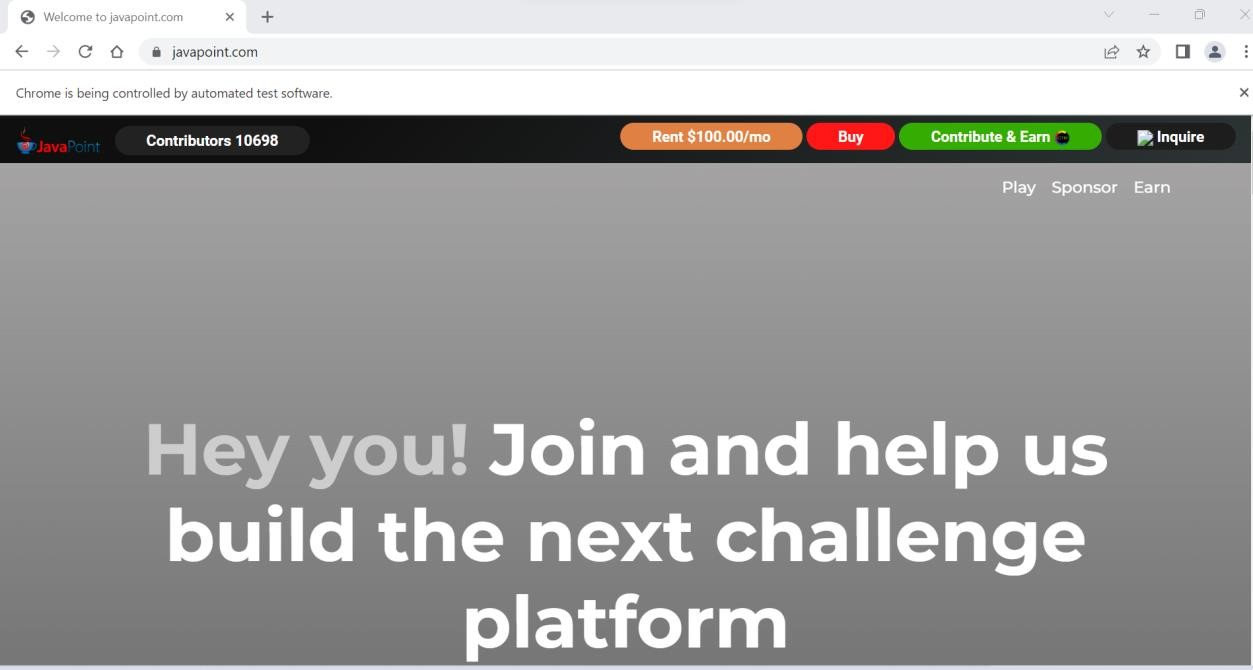 Welcome to javapoint.com
javapoint.com
Chrome is being controlled by automated test software.
JavaPoint Contributors 10698 Rent $100.00/mo Buy Contribute & Earn Inquire
Play Sponsor Earn
Hey you! Join and help us
build the next challenge
platform